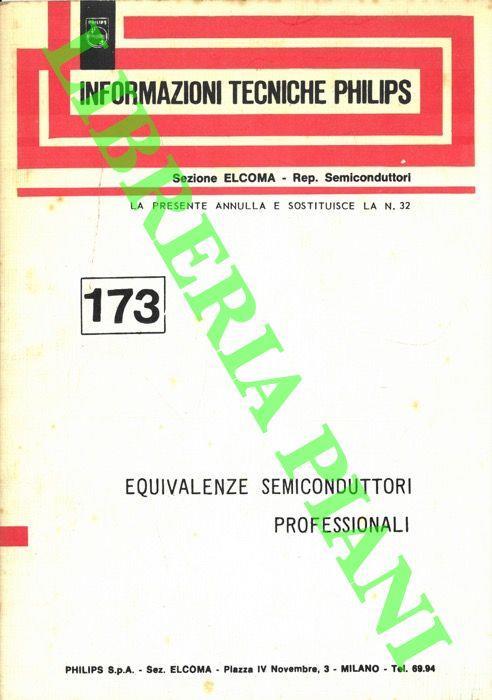 PHILIPS
INFORMAZIONI TECNICHE PHILIPS
Sezione ELCOMA - Rep. Semiconduttori
LA PRESENTE ANNULLA E SOSTITUISCE LA N. 32
173
EQUIVALENZE SEMICONDUTTORI
PROFESSIONALI
PHILIPS S.p.A. - Sez. ELCOMA - Piazza IV Novembre, 3 - MILANO - Tel. 69.94
LIBRERIA PIANI